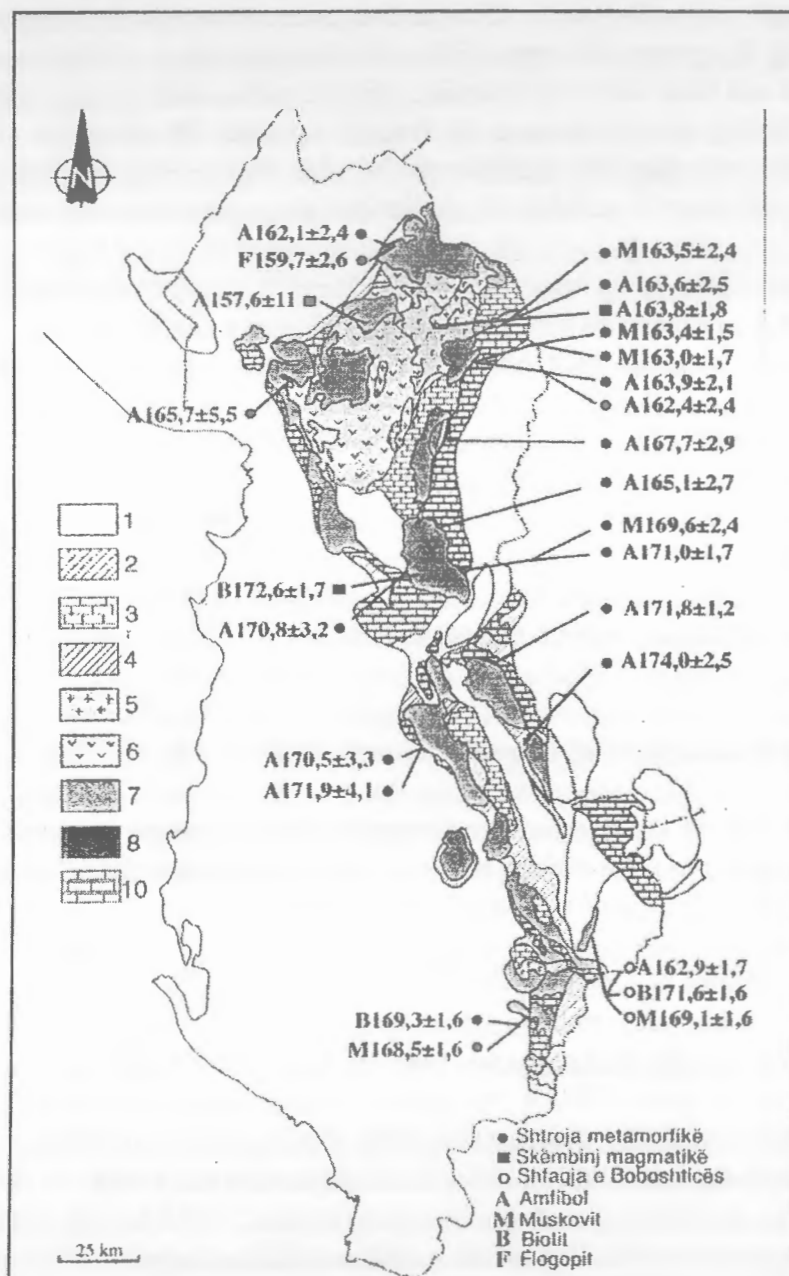 N
A162,1±2,4
F159,7±2,6
A157,6±11
A165,7±5,5
M163,5±2,4
A163,6±2,5
A163,8±1,8
M163,4±1,5
M163,0±1,7
A163,9±2,1
A162,4±2,4
A167,7±2,9
A165,1±2,7
M169,6±2,4
A171,0±1,7
B172,6±1,7
A170,8±3,2
A171,8±1,2
A174,0±2,5
A170,5±3,3
A171,9±4,1
A162,9±1,7
B171,6±1,6
M169,1±1,6
B169,3±1,6
M168,5±1,6
1
2
3
4
5
6
7
8
10
Shtroja metamorfikë
Skëmbinj magmatikë
Shfaqja e Boboshticës
A Amfibol
M Muskovit
B Biotit
F Flogopit
25 km